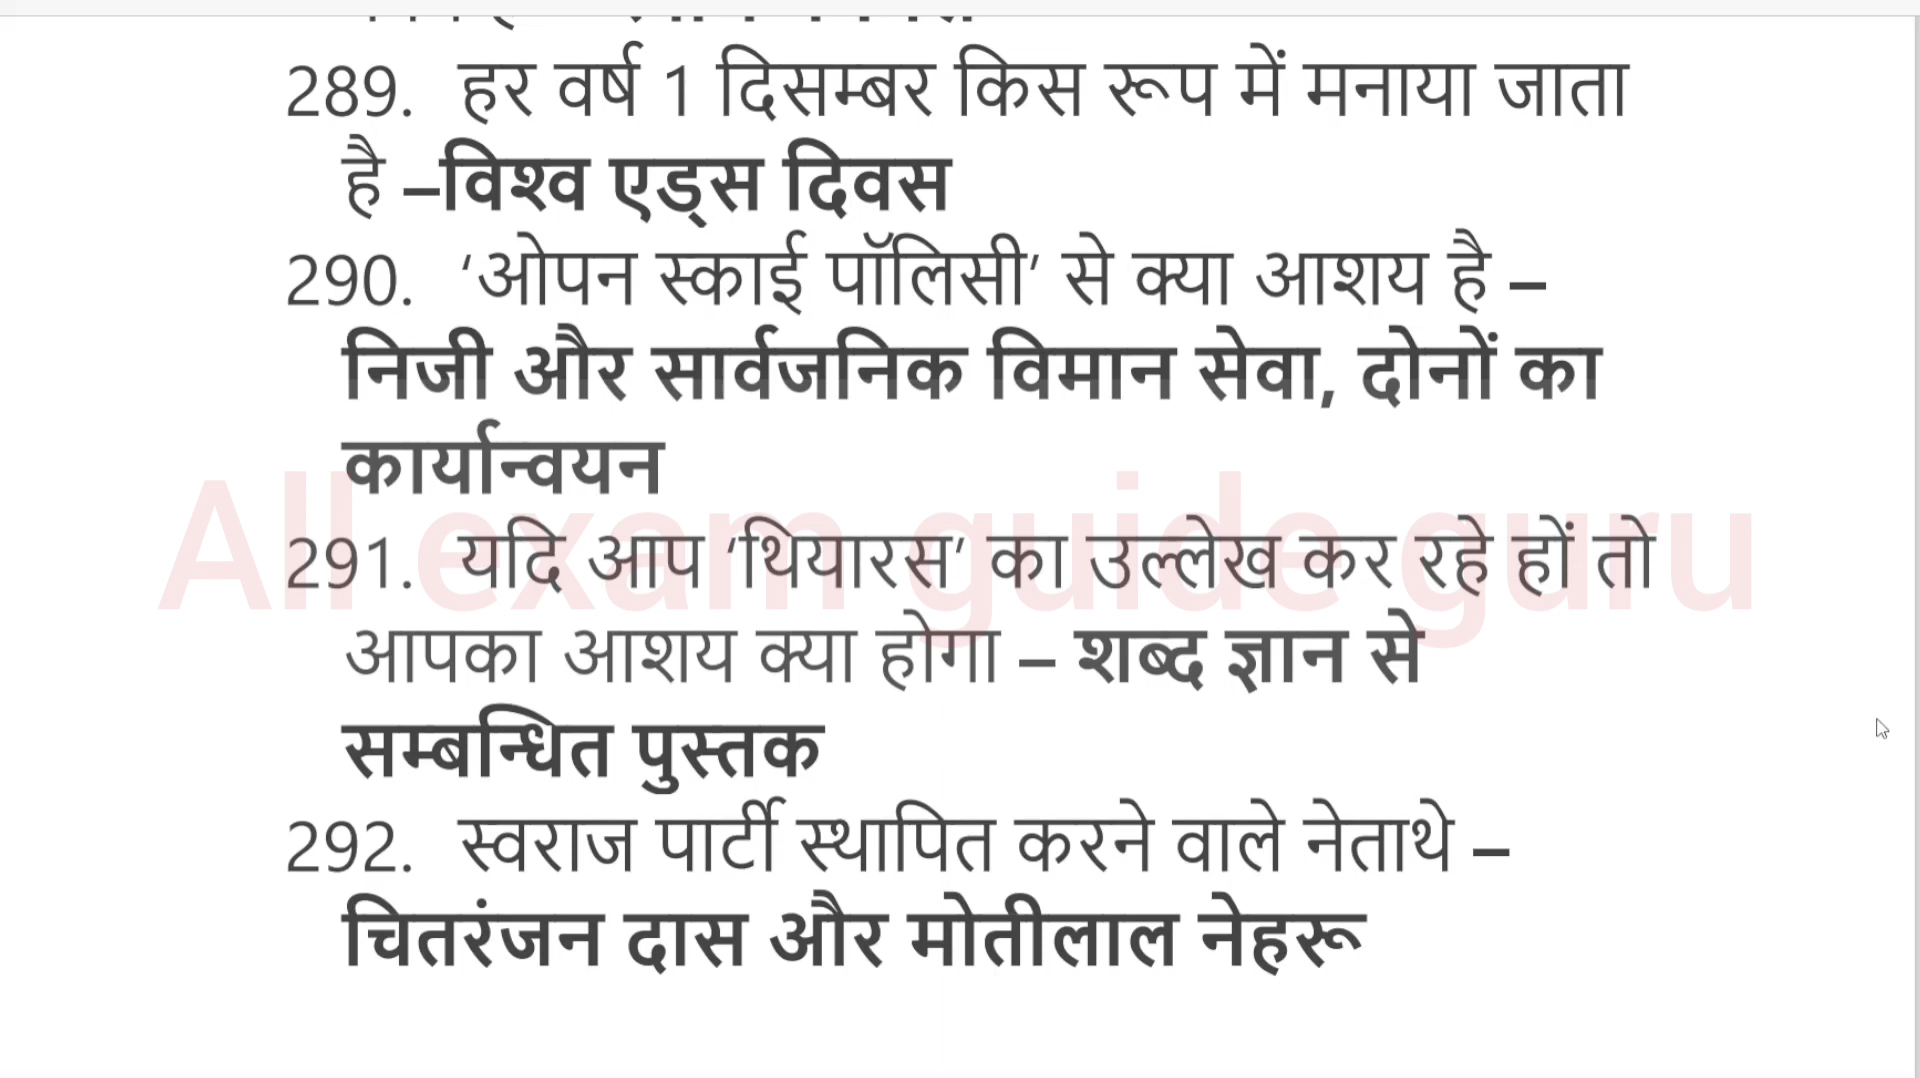 289. हर वर्ष 1 दिसम्बर किस रूप में मनाया जाता
है –विश्व एड्स दिवस
290. ‘ओपन स्काई पॉलिसी’ से क्या आशय है –
निजी और सार्वजनिक विमान सेवा, दोनों का
कार्यान्वयन
All exam guide guru
291. यदि आप ‘थियारस’ का उल्लेख कर रहे हों तो
आपका आशय क्या होगा – शब्द ज्ञान से
सम्बन्धित पुस्तक
292. स्वराज पार्टी स्थापित करने वाले नेताथे –
चितरंजन दास और मोतीलाल नेहरू